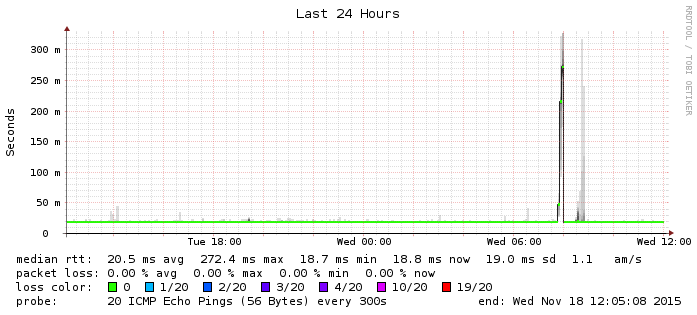 Last 24 Hours
RRDTOOL / TOBI OETIKER
Seconds
300 m
250 m
200 m
150 m
100 m
50 m
0
Tue 18:00 Wed 00:00 Wed 06:00 Wed 12:00
median rtt: 20.5 ms avg 272.4 ms max 18.7 ms min 18.8 ms now 19.0 ms sd 1.1 am/s
packet loss: 0.00 % avg 0.00 % max 0.00 % min 0.00 % now
loss color: 0 1/20 2/20 3/20 4/20 10/20 19/20
probe: 20 ICMP Echo Pings (56 Bytes) every 300s end: Wed Nov 18 12:05:08 2015